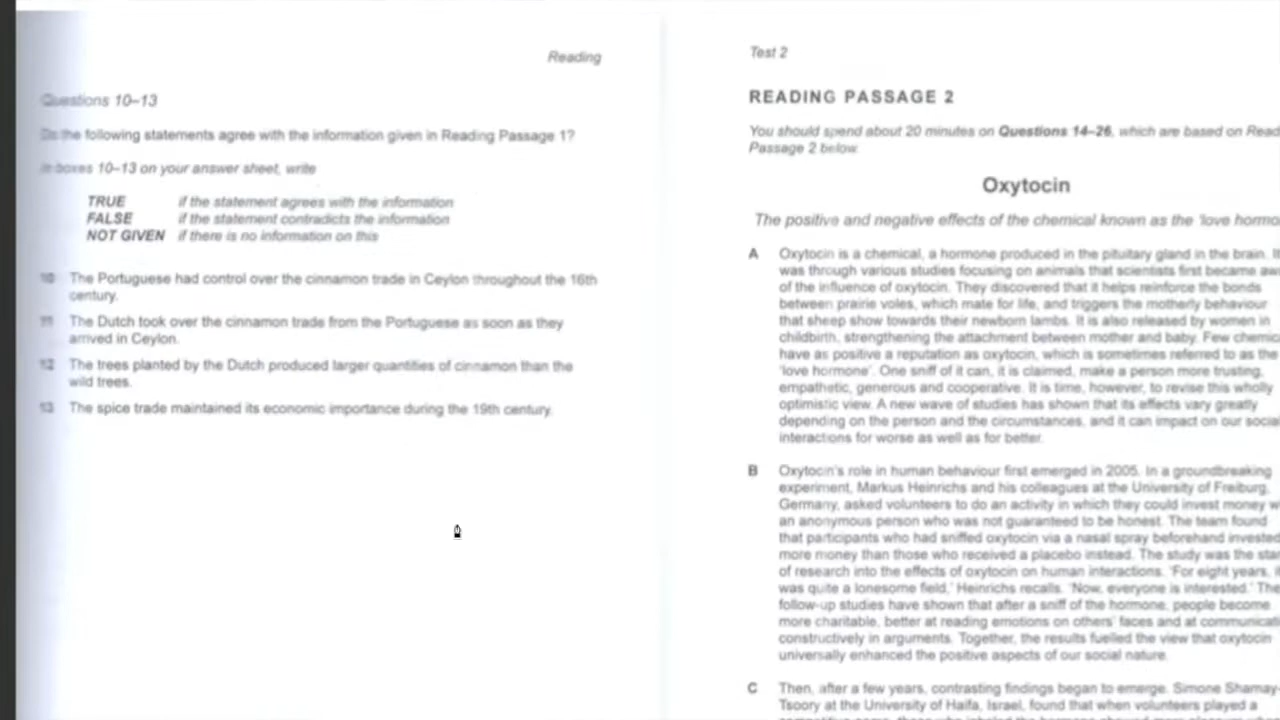 Reading
Questions 10–13
Do the following statements agree with the information given in Reading Passage 1?
In boxes 10–13 on your answer sheet, write
TRUE if the statement agrees with the information
FALSE if the statement contradicts the information
NOT GIVEN if there is no information on this
10 The Portuguese had control over the cinnamon trade in Ceylon throughout the 16th
century.
11 The Dutch took over the cinnamon trade from the Portuguese as soon as they
arrived in Ceylon.
12 The trees planted by the Dutch produced larger quantities of cinnamon than the
wild trees.
13 The spice trade maintained its economic importance during the 19th century.
Test 2
READING PASSAGE 2
You should spend about 20 minutes on Questions 14–26, which are based on Read
Passage 2 below.
Oxytocin
The positive and negative effects of the chemical known as the 'love hormo
A Oxytocin is a chemical, a hormone produced in the pituitary gland in the brain. It
was through various studies focusing on animals that scientists first became aw
of the influence of oxytocin. They discovered that it helps reinforce the bonds
between prairie voles, which mate for life, and triggers the motherly behaviour
that sheep show towards their newborn lambs. It is also released by women in
childbirth, strengthening the attachment between mother and baby. Few chemic
have as positive a reputation as oxytocin, which is sometimes referred to as the
'love hormone'. One sniff of it can, it is claimed, make a person more trusting,
empathetic, generous and cooperative. It is time, however, to revise this wholly
optimistic view. A new wave of studies has shown that its effects vary greatly
depending on the person and the circumstances, and it can impact on our social
interactions for worse as well as for better.
B Oxytocin's role in human behaviour first emerged in 2005. In a groundbreaking
experiment, Markus Heinrichs and his colleagues at the University of Freiburg,
Germany, asked volunteers to do an activity in which they could invest money w
an anonymous person who was not guaranteed to be honest. The team found
that participants who had sniffed oxytocin via a nasal spray beforehand invested
more money than those who received a placebo instead. The study was the star
of research into the effects of oxytocin on human interactions. 'For eight years, i
was quite a lonesome field,' Heinrichs recalls. 'Now, everyone is interested.' The
follow-up studies have shown that after a sniff of the hormone, people become
more charitable, better at reading emotions on others' faces and at communicati
constructively in arguments. Together, the results fuelled the view that oxytocin
universally enhanced the positive aspects of our social nature.
C Then, after a few years, contrasting findings began to emerge. Simone Shamay-
Tsoory at the University of Haifa, Israel, found that when volunteers played a